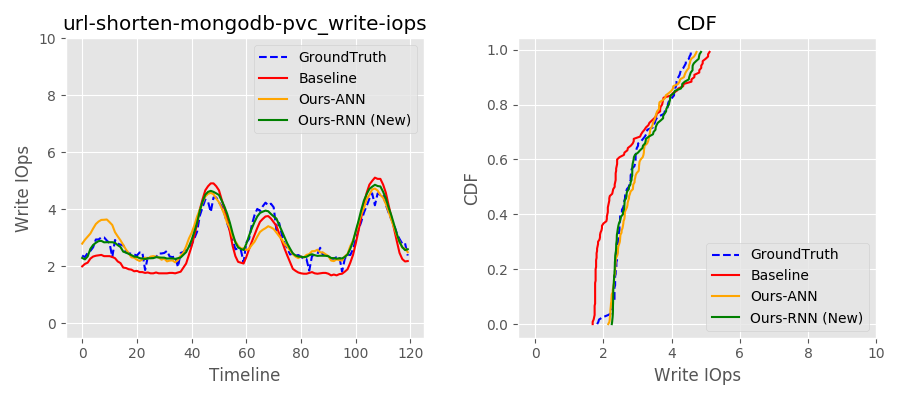 url-shorten-mongodb-pvc_write-iops
10
8
6
4
2
0
Write IOps
GroundTruth
Baseline
Ours-ANN
Ours-RNN (New)
0 20 40 60 80 100 120
Timeline
CDF
1.0
0.8
0.6
0.4
0.2
0.0
CDF
GroundTruth
Baseline
Ours-ANN
Ours-RNN (New)
0 2 4 6 8 10
Write IOps